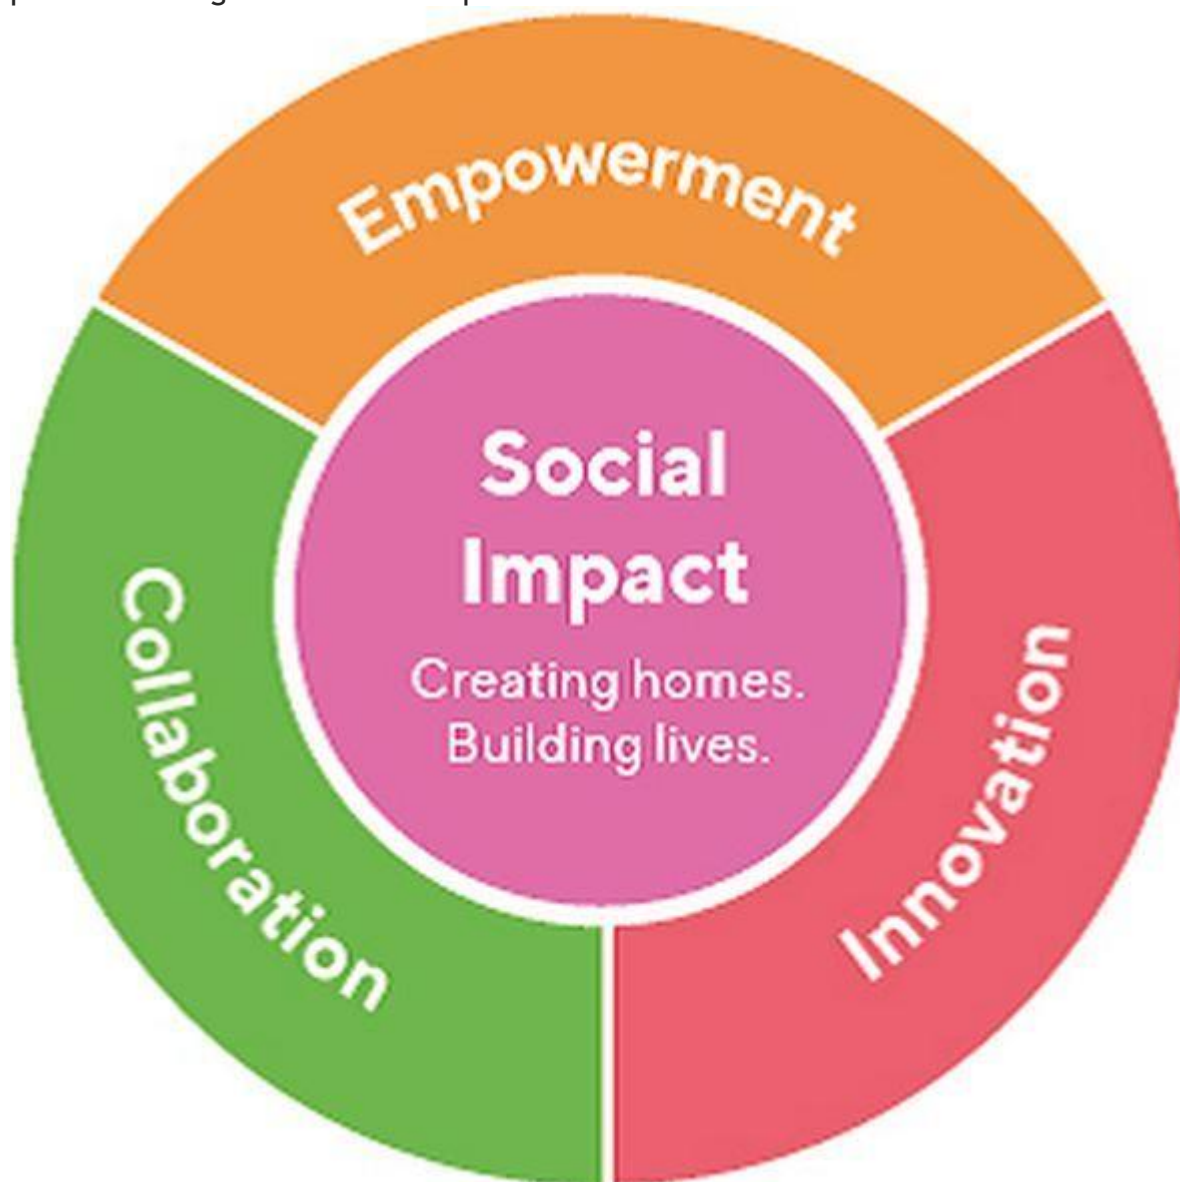 Empowerment
Social
Impact
Creating homes.
Building lives.
Collaboration
Innovation